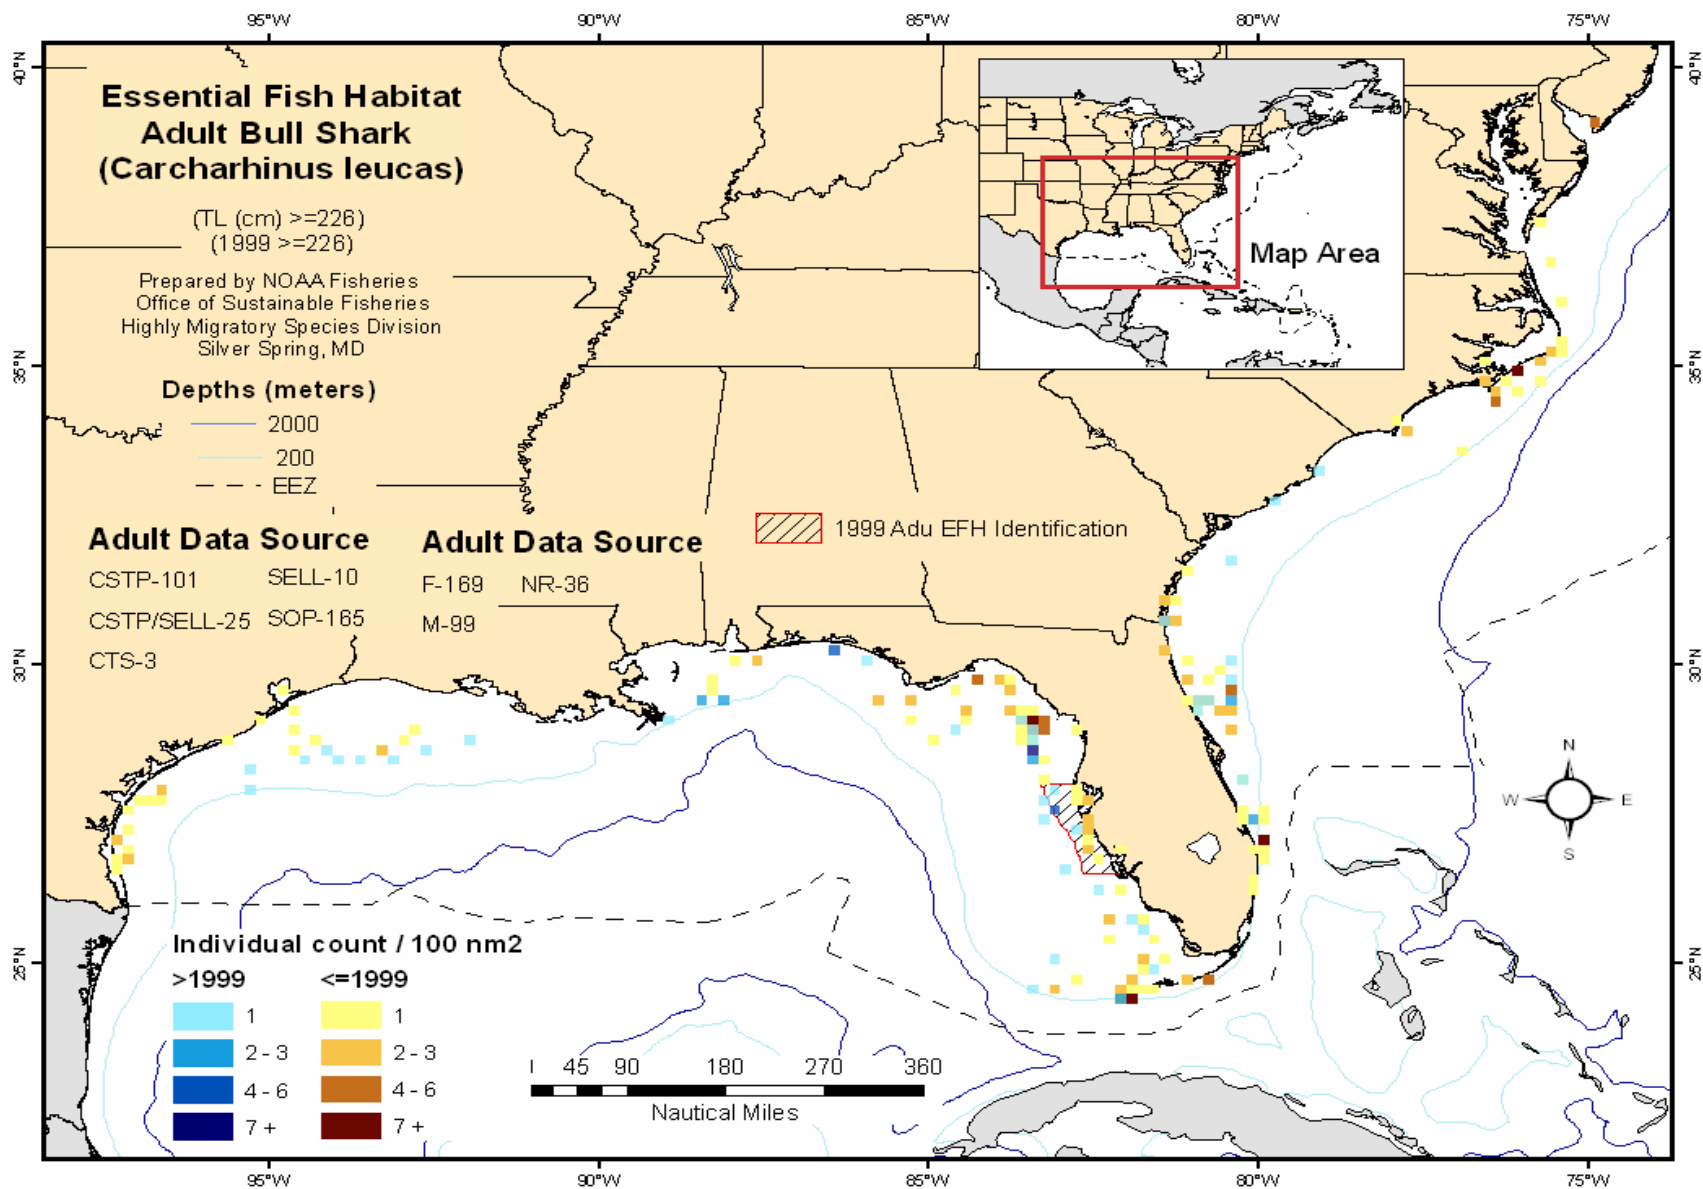 95°W
90°W
85°W
80°W
75°W
40°N
40°N
Essential Fish Habitat
Adult Bull Shark
(Carcharhinus leucas)
(TL (cm) >=226)
(1999 >=226)
Prepared by NOAA Fisheries
Office of Sustainable Fisheries
Highly Migratory Species Division
Silver Spring, MD
Map Area
35°N
35°N
Depths (meters)
2000
200
EEZ
Adult Data Source
CSTP-101
SELL-10
CSTP/SELL-25
SOP-165
CTS-3
Adult Data Source
F-169
NR-36
M-99
1999 Adu EFH Identification
30°N
30°N
N
W
E
S
25°N
25°N
Individual count / 100 nm2
>1999
<=1999
1
1
2 - 3
2 - 3
4 - 6
4 - 6
7 +
7 +
45 90 180 270 360
Nautical Miles
95°W
90°W
85°W
80°W
75°W